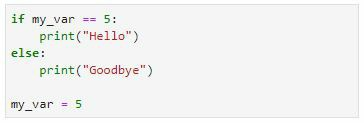 if my_var == 5:
    print("Hello")
else:
    print("Goodbye")

my_var = 5